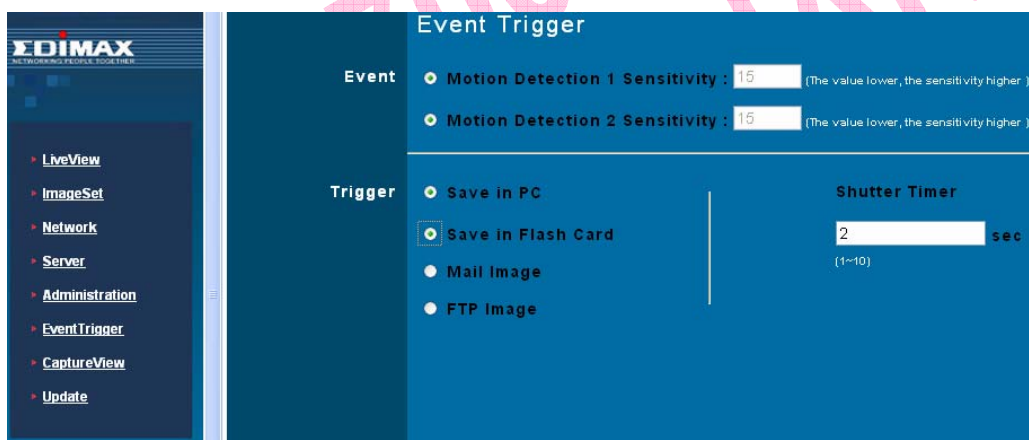 EDIMAX
NETWORKING PEOPLE TOGETHER
LiveView
ImageSet
Network
Server
Administration
EventTrigger
CaptureView
Update
Event Trigger
Event
Motion Detection 1 Sensitivity : 15 (The value lower, the sensitivity higher )
Motion Detection 2 Sensitivity : 15 (The value lower, the sensitivity higher )
Trigger
Save in PC
Save in Flash Card
Mail Image
FTP Image
Shutter Timer
2 sec
(1~10)